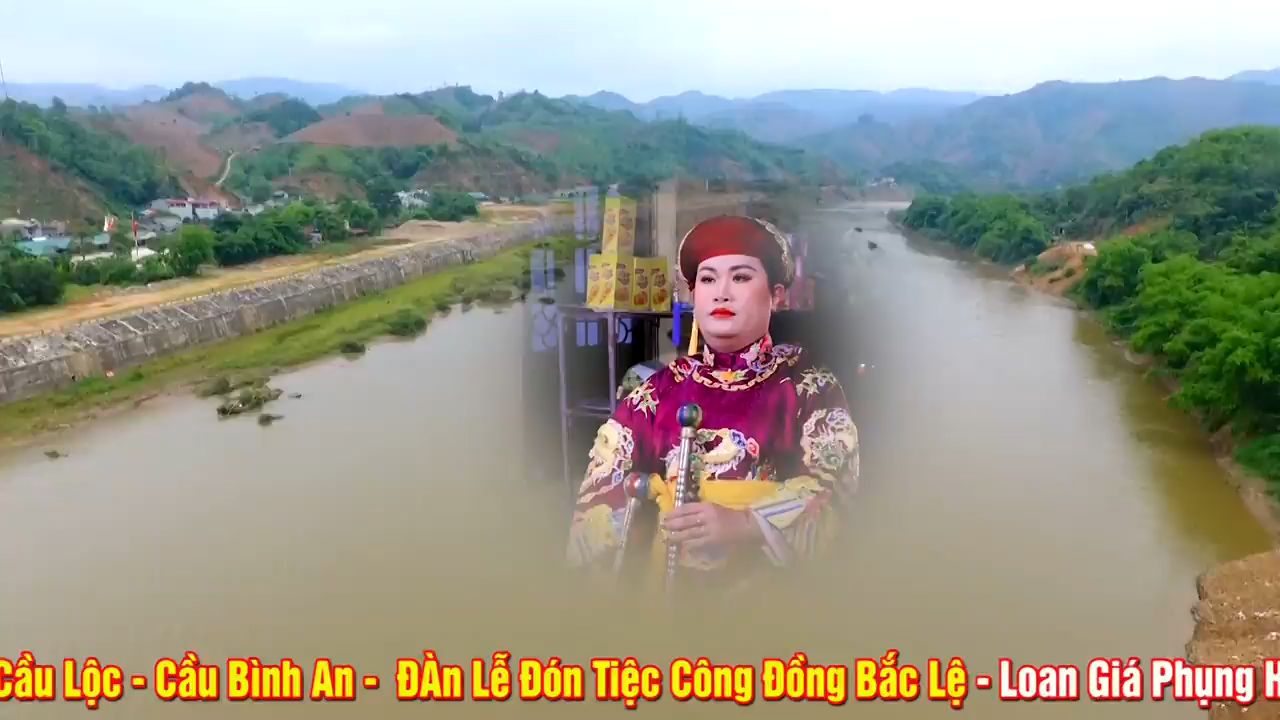 Cầu Lộc - Cầu Bình An - ĐÀn Lễ Đón Tiệc Công Đồng Bắc Lệ - Loan Giá Phụng